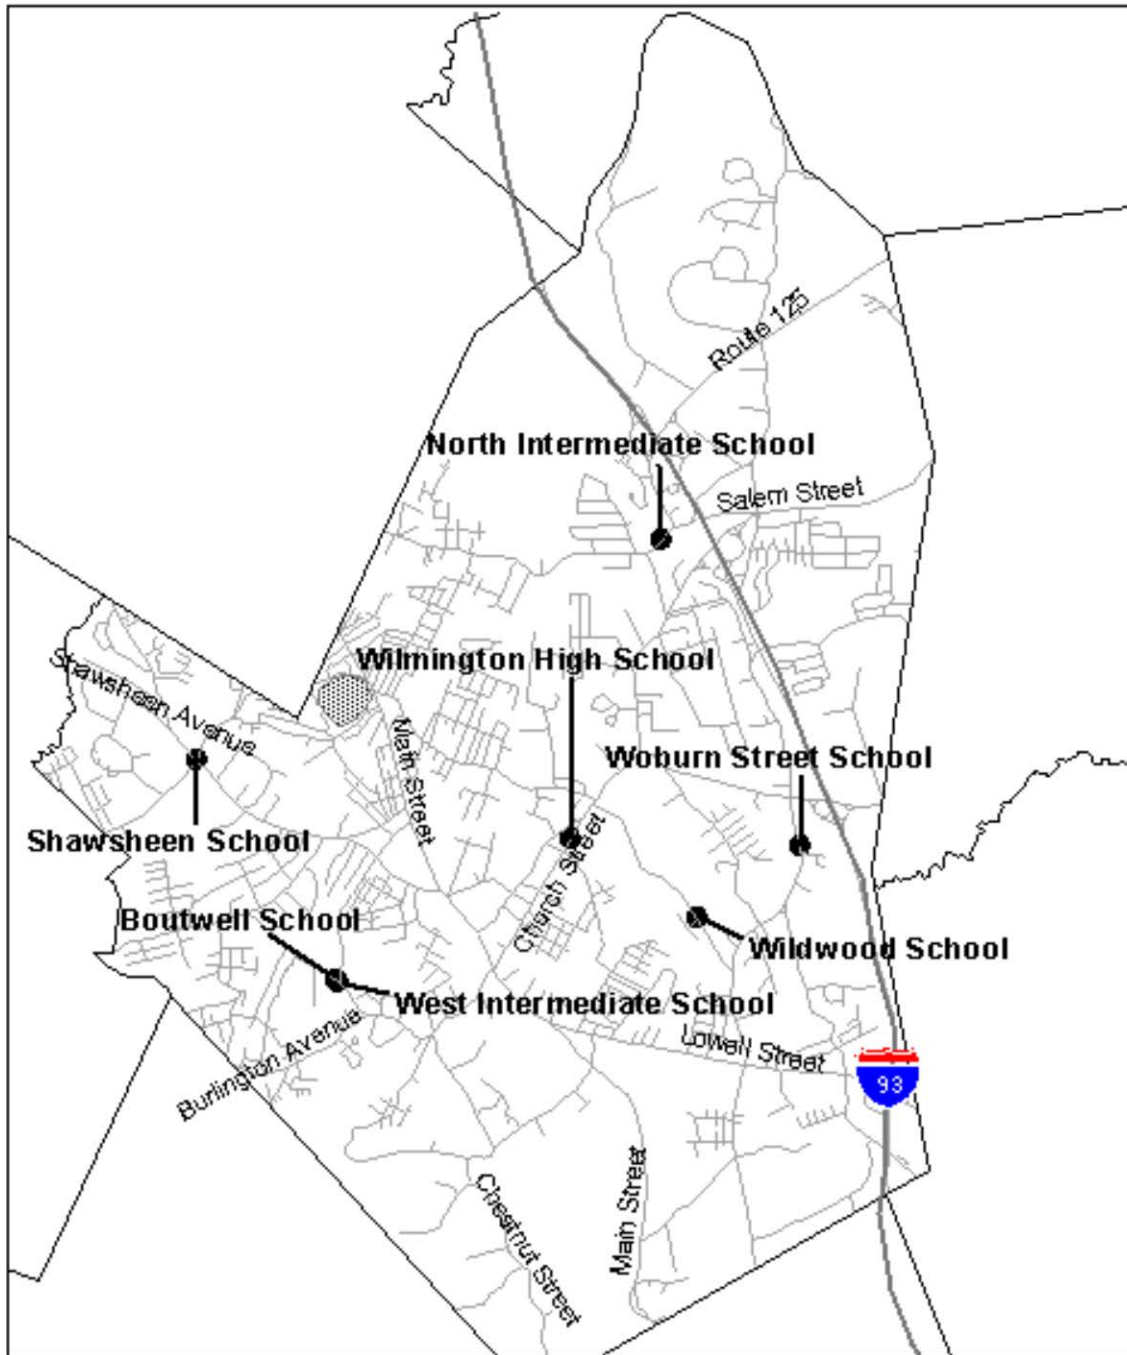 Route 125
North Intermediate School
Salem Street
Wilmington High School
Shawsheen Avenue
Main Street
Woburn Street School
Shawsheen School
Church Street
Boutwell School
Wildwood School
West Intermediate School
Burlington Avenue
Lowell Street
93
Chestnut Street
Main Street